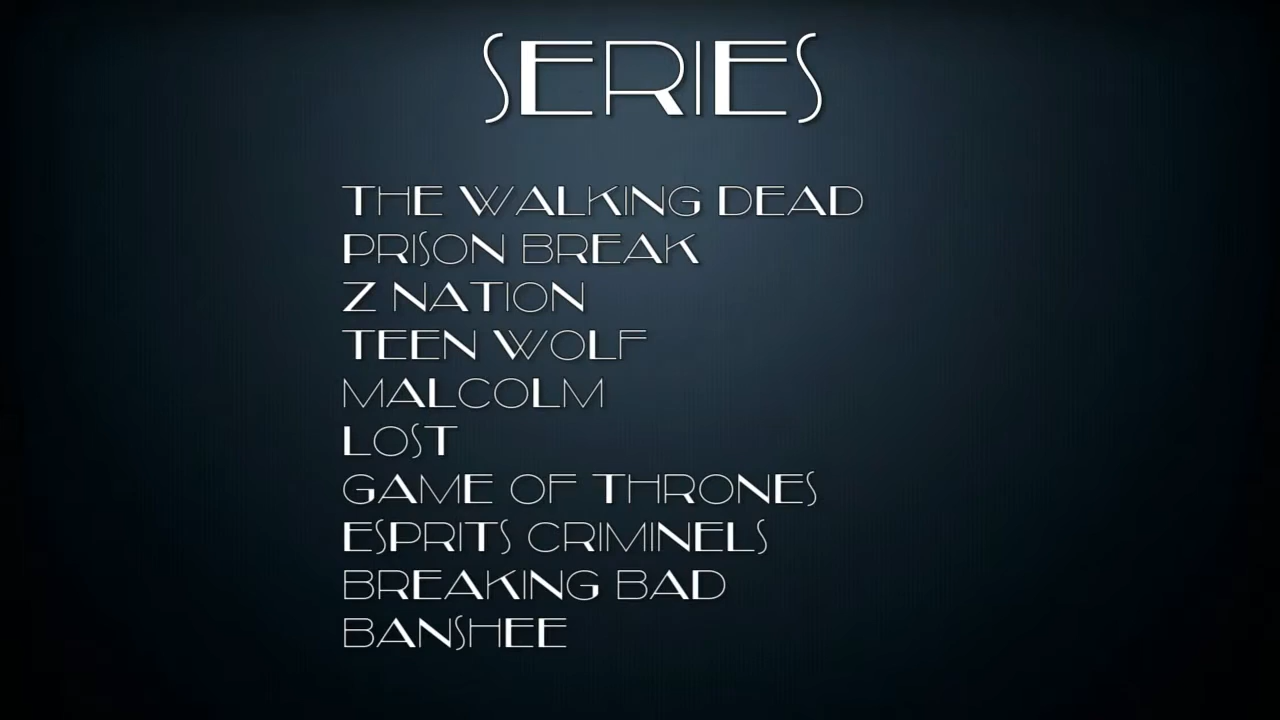 SERIES
THE WALKING DEAD
PRISON BREAK
Z NATION
TEEN WOLF
MALCOLM
LOST
GAME OF THRONES
ESPRITS CRIMINELS
BREAKING BAD
BANSHEE